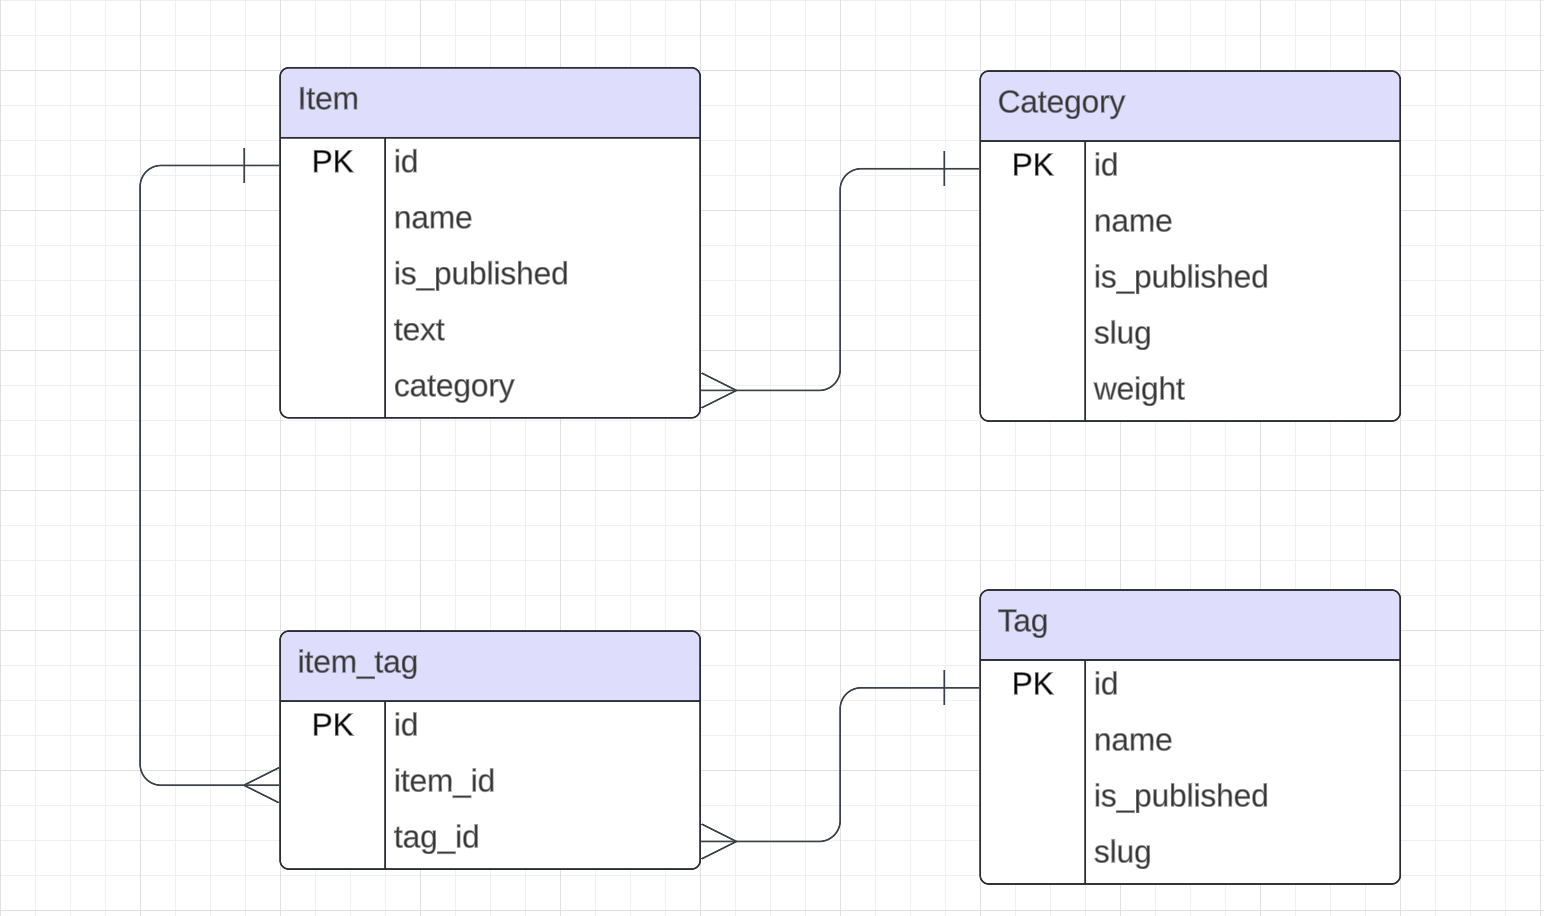 Item
PK id
name
is_published
text
category
Category
PK id
name
is_published
slug
weight
item_tag
PK id
item_id
tag_id
Tag
PK id
name
is_published
slug